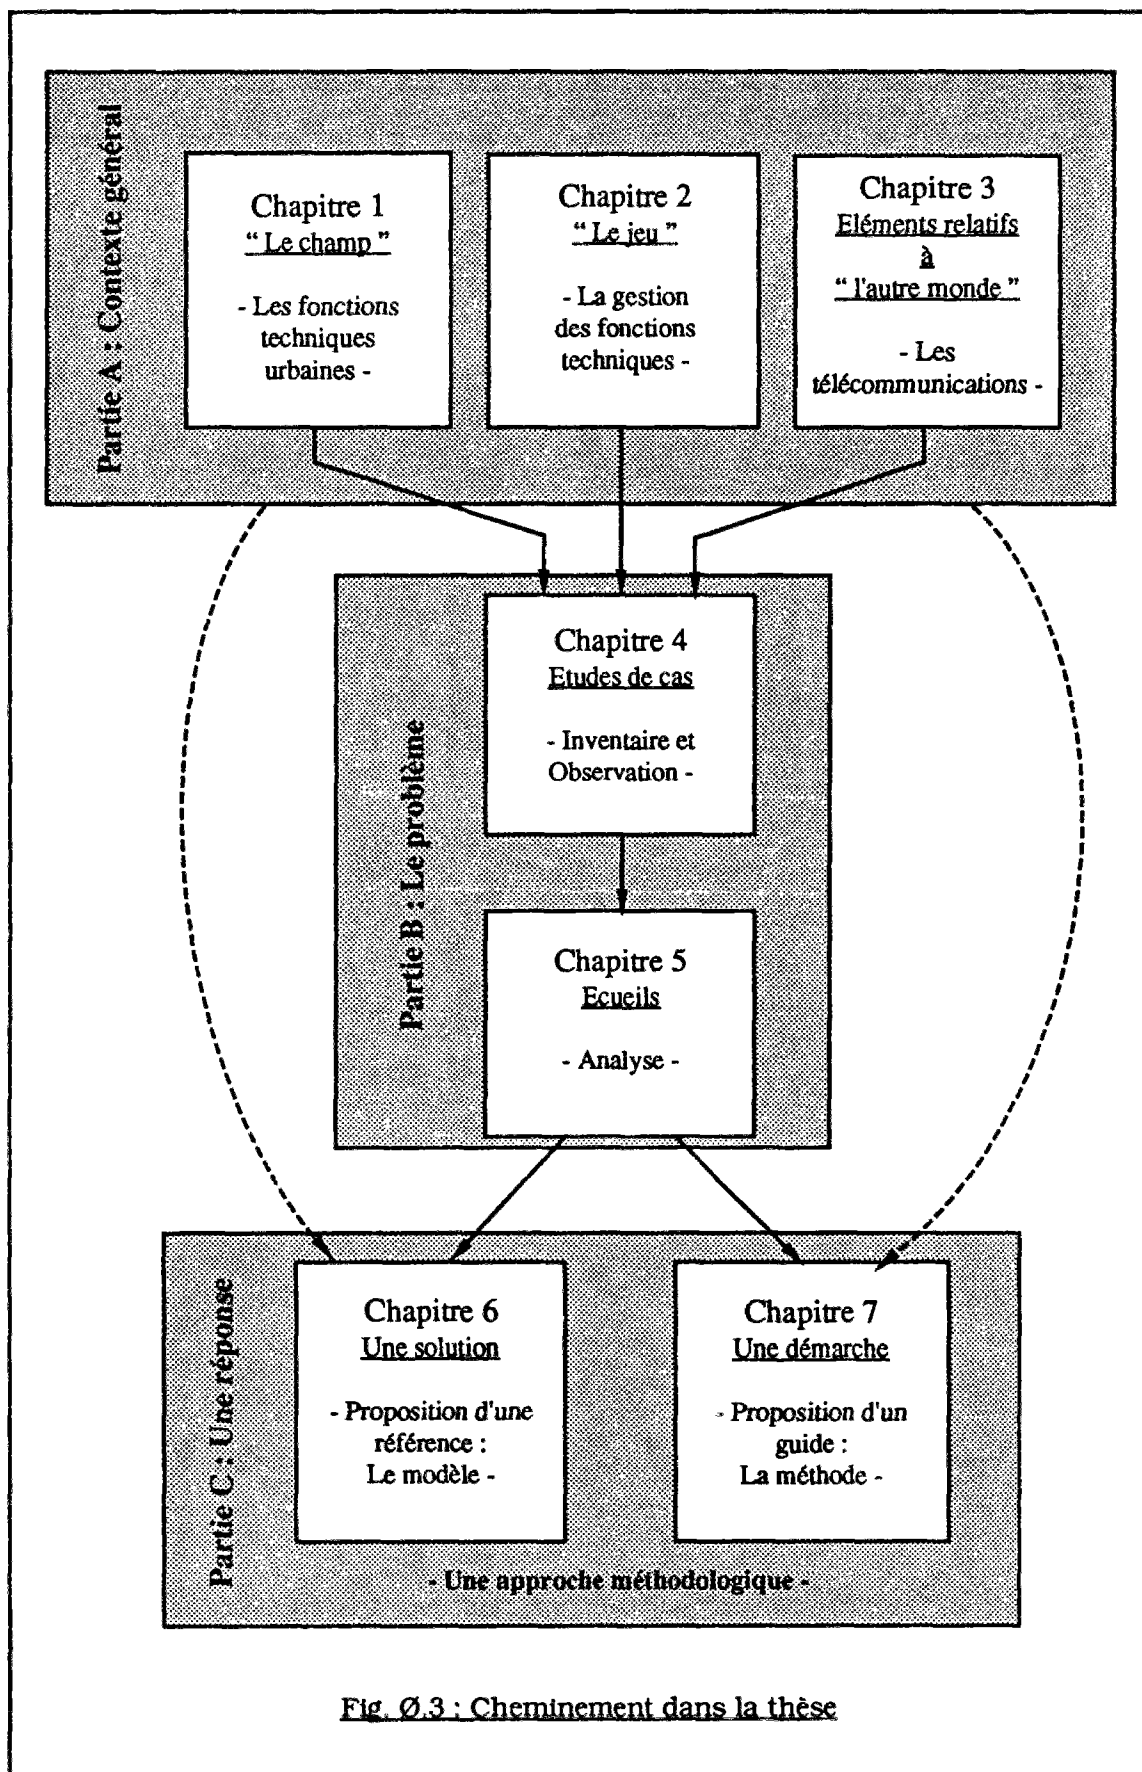 Partie A : Contexte général
Chapitre 1
“ Le champ ”
- Les fonctions
techniques
urbaines -
Chapitre 2
“ Le jeu ”
- La gestion
des fonctions
techniques -
Chapitre 3
Eléments relatifs
à
“ l'autre monde ”
- Les
télécommunications -
Partie B : Le problème
Chapitre 4
Etudes de cas
- Inventaire et
Observation -
Chapitre 5
Ecueils
- Analyse -
Partie C : Une réponse
Chapitre 6
Une solution
- Proposition d'une
référence :
Le modèle -
Chapitre 7
Une démarche
- Proposition d'un
guide :
La méthode -
- Une approche méthodologique -
Fig. Ø.3 : Cheminement dans la thèse